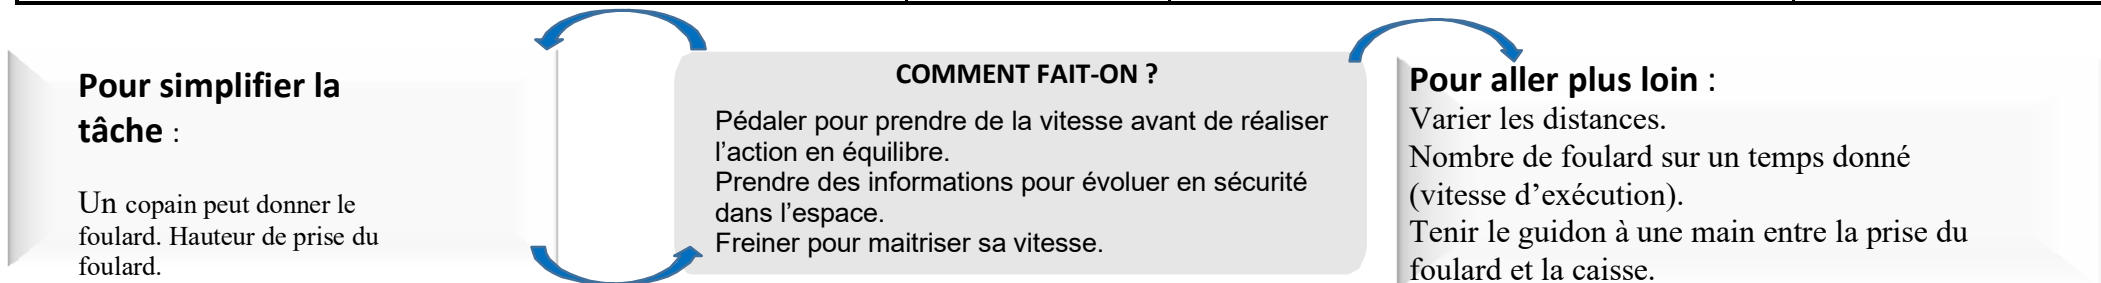 Pour simplifier la
tâche :
Un copain peut donner le
foulard. Hauteur de prise du
foulard.
COMMENT FAIT-ON ?
Pédaler pour prendre de la vitesse avant de réaliser
l’action en équilibre.
Prendre des informations pour évoluer en sécurité
dans l’espace.
Freiner pour maitriser sa vitesse.
Pour aller plus loin :
Varier les distances.
Nombre de foulard sur un temps donné
(vitesse d’exécution).
Tenir le guidon à une main entre la prise du
foulard et la caisse.